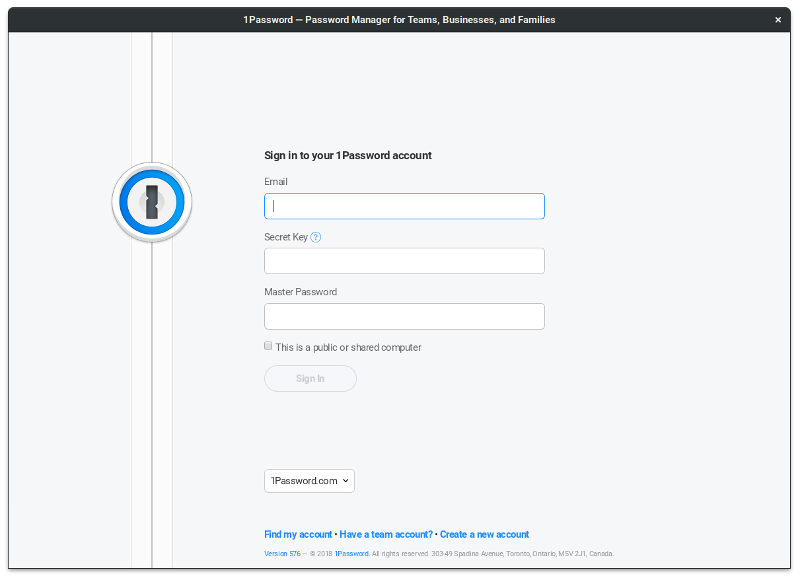 1Password — Password Manager for Teams, Businesses, and Families
Sign in to your 1Password account
Email
Secret Key ?
Master Password
This is a public or shared computer
Sign In
1Password.com
Find my account • Have a team account? • Create a new account
Version 576 — © 2018 1Password. All rights reserved. 303-49 Spadina Avenue, Toronto, Ontario, M5V 2J1, Canada.